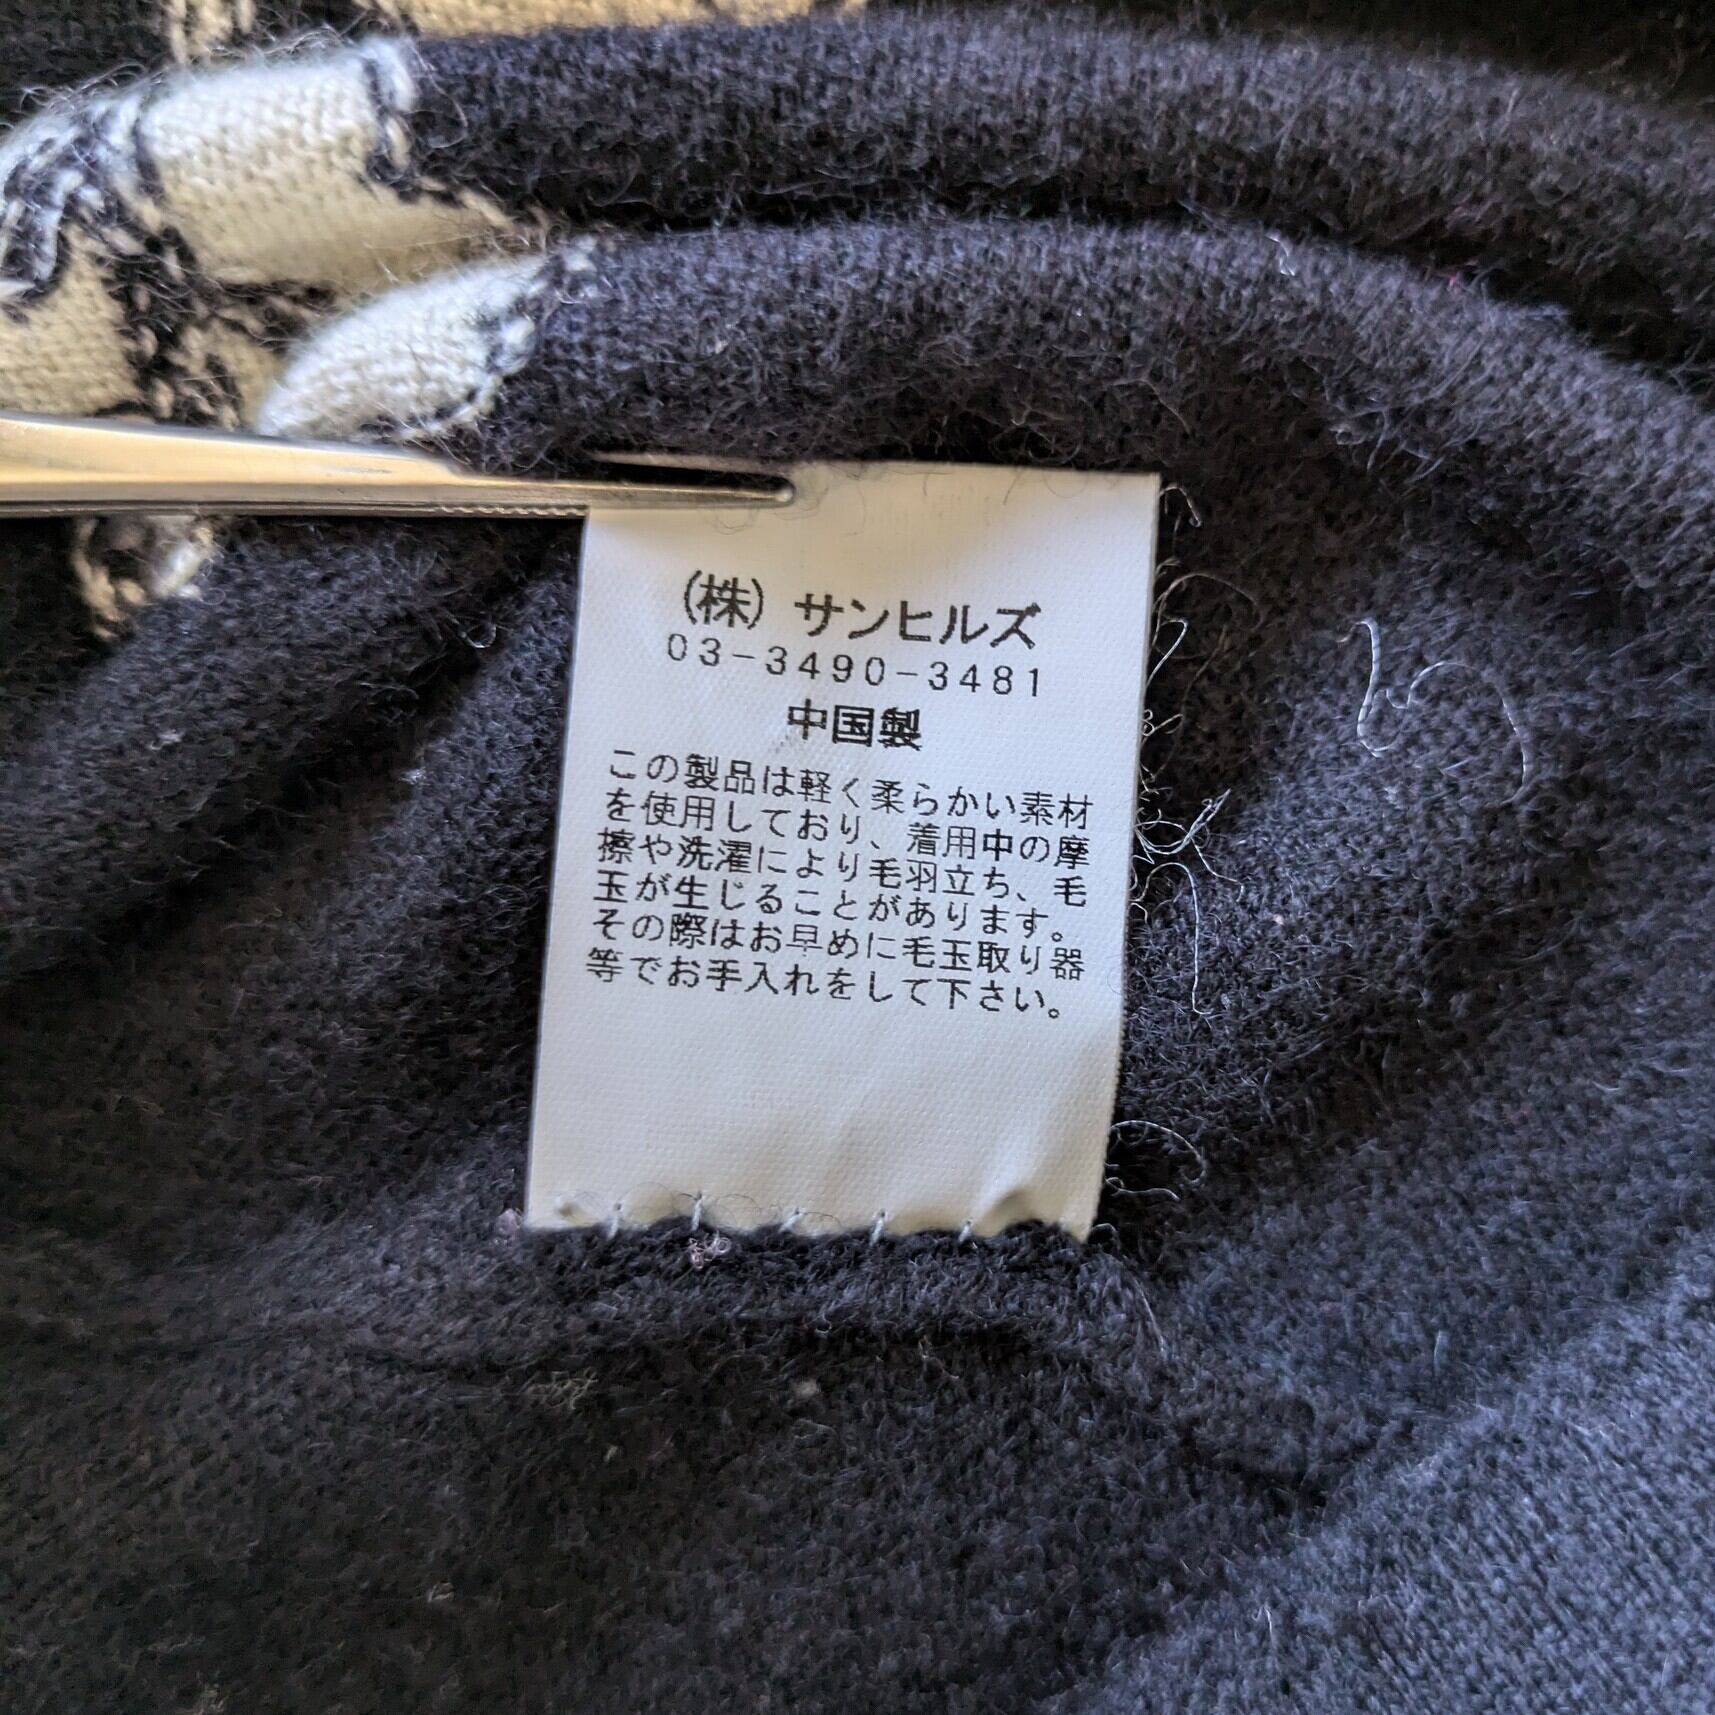 (株) サンヒルズ
03-3490-3481
中国製
この製品は軽く柔らかい素材
を使用しており、着用中の摩
擦や洗濯により毛羽立ち、毛
玉が生じることがあります。
その際はお早めに毛玉取り器
等でお手入れをして下さい。